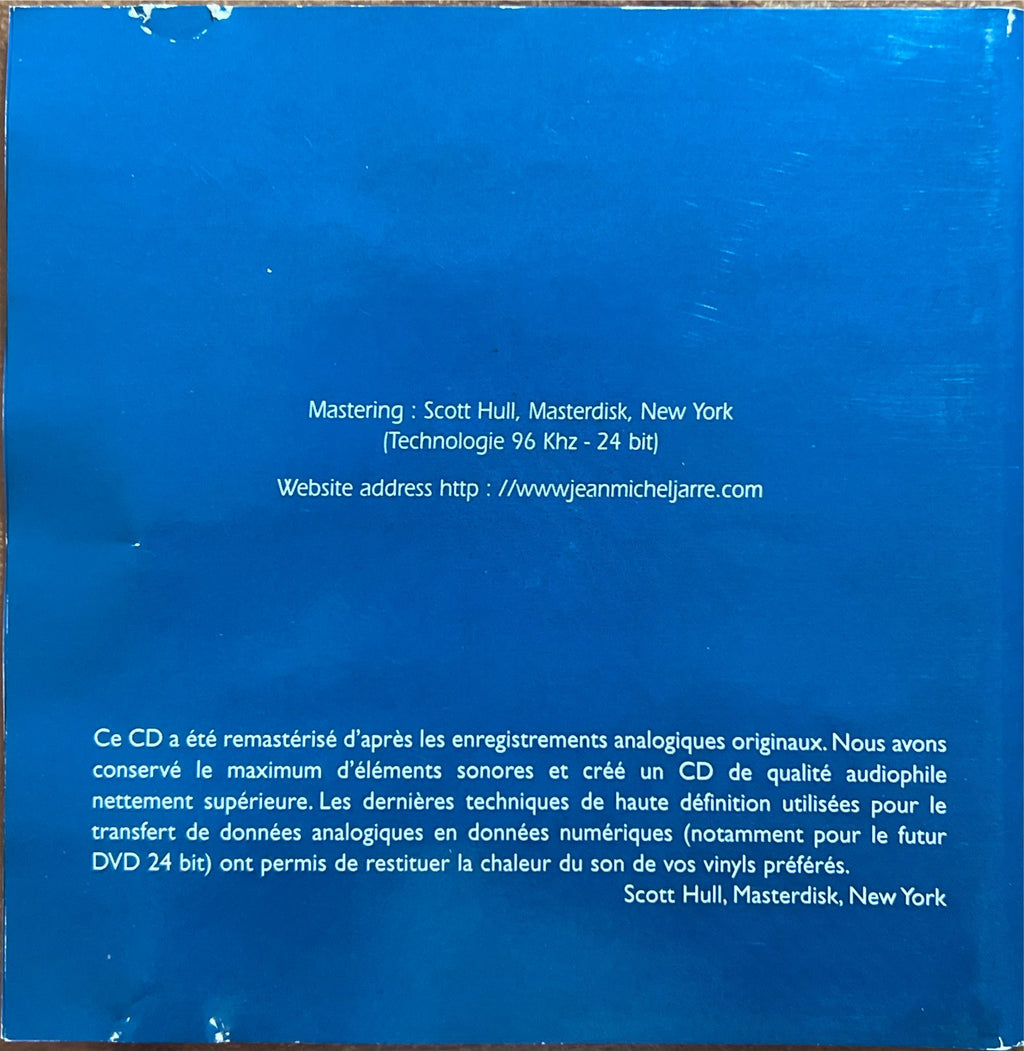 Mastering : Scott Hull, Masterdisk, New York
(Technologie 96 Khz - 24 bit)
Website address http : //www.jeanmicheljarre.com
Ce CD a été remastérisé d'après les enregistrements analogiques originaux. Nous avons
conservé le maximum d'éléments sonores et créé un CD de qualité audiophile
nettement supérieure. Les dernières techniques de haute définition utilisées pour le
transfert de données analogiques en données numériques (notamment pour le futur
DVD 24 bit) ont permis de restituer la chaleur du son de vos vinyls préférés.
Scott Hull, Masterdisk, New York